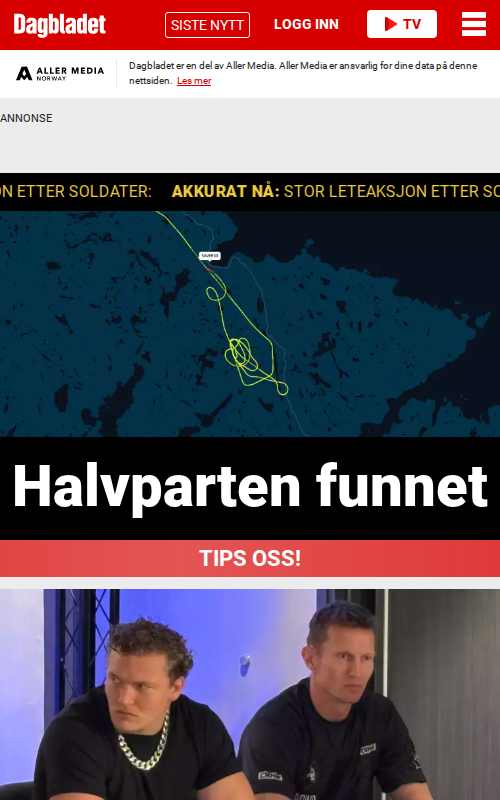 Dagbladet
SISTE NYTT
LOGG INN
TV
ALLER MEDIA
NORWAY
Dagbladet er en del av Aller Media. Aller Media er ansvarlig for dine data på denne
nettsiden. Les mer
ANNONSE
N ETTER SOLDATER: AKKURAT NÅ: STOR LETEAKSJON ETTER SO
Halvparten funnet
TIPS OSS!